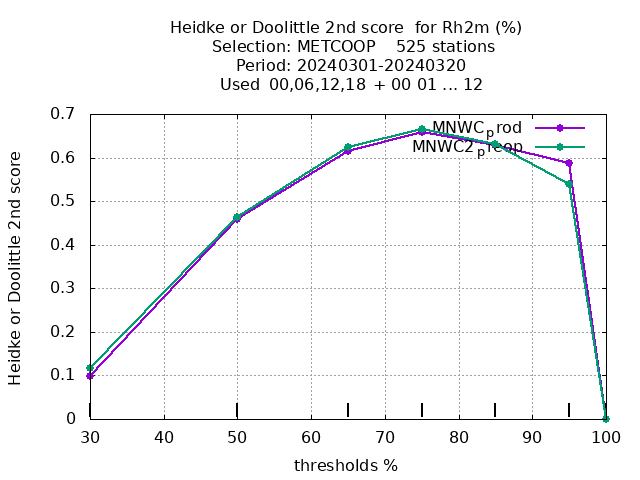 Heidke or Doolittle 2nd score  for Rh2m (%)
Selection: METCOOP    525 stations
Period: 20240301-20240320
Used  00,06,12,18  + 00 01 ... 12
MNWCprod
MNWC2preop
Heidke or Doolittle 2nd score
0.7
0.6
0.5
0.4
0.3
0.2
0.1
0
30 40 50 60 70 80 90 100
thresholds %